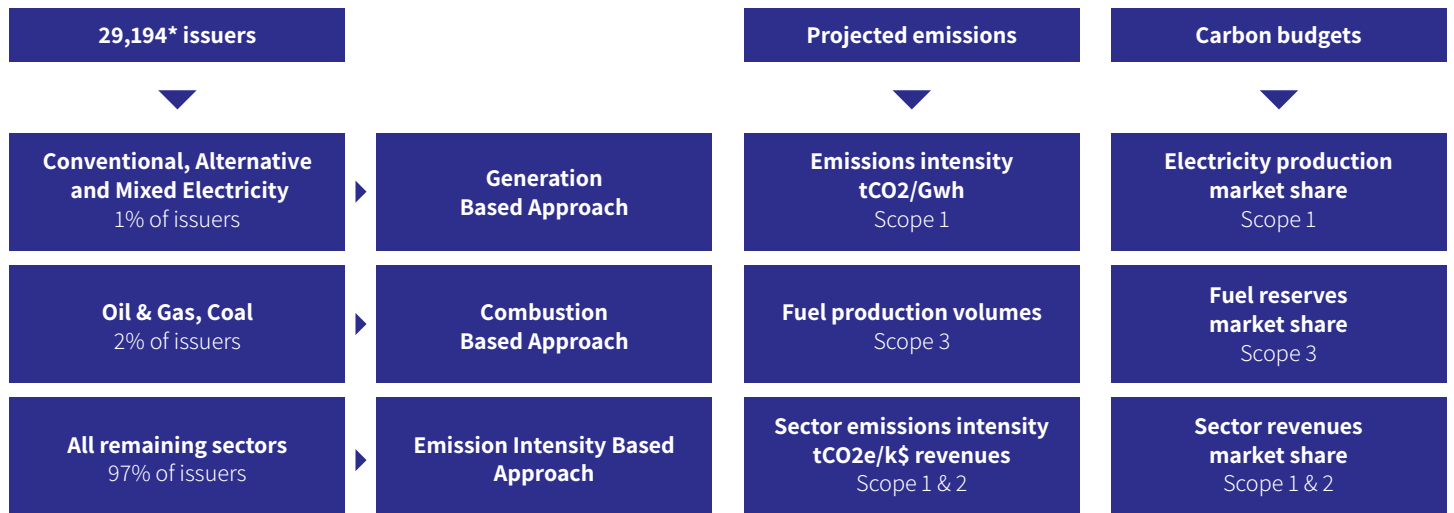 29,194* issuers
Projected emissions
Carbon budgets
Conventional, Alternative
and Mixed Electricity
1% of issuers
Generation
Based Approach
Emissions intensity
tCO2/Gwh
Scope 1
Electricity production
market share
Scope 1
Oil & Gas, Coal
2% of issuers
Combustion
Based Approach
Fuel production volumes
Scope 3
Fuel reserves
market share
Scope 3
All remaining sectors
97% of issuers
Emission Intensity Based
Approach
Sector emissions intensity
tCO2e/k$ revenues
Scope 1 & 2
Sector revenues
market share
Scope 1 & 2